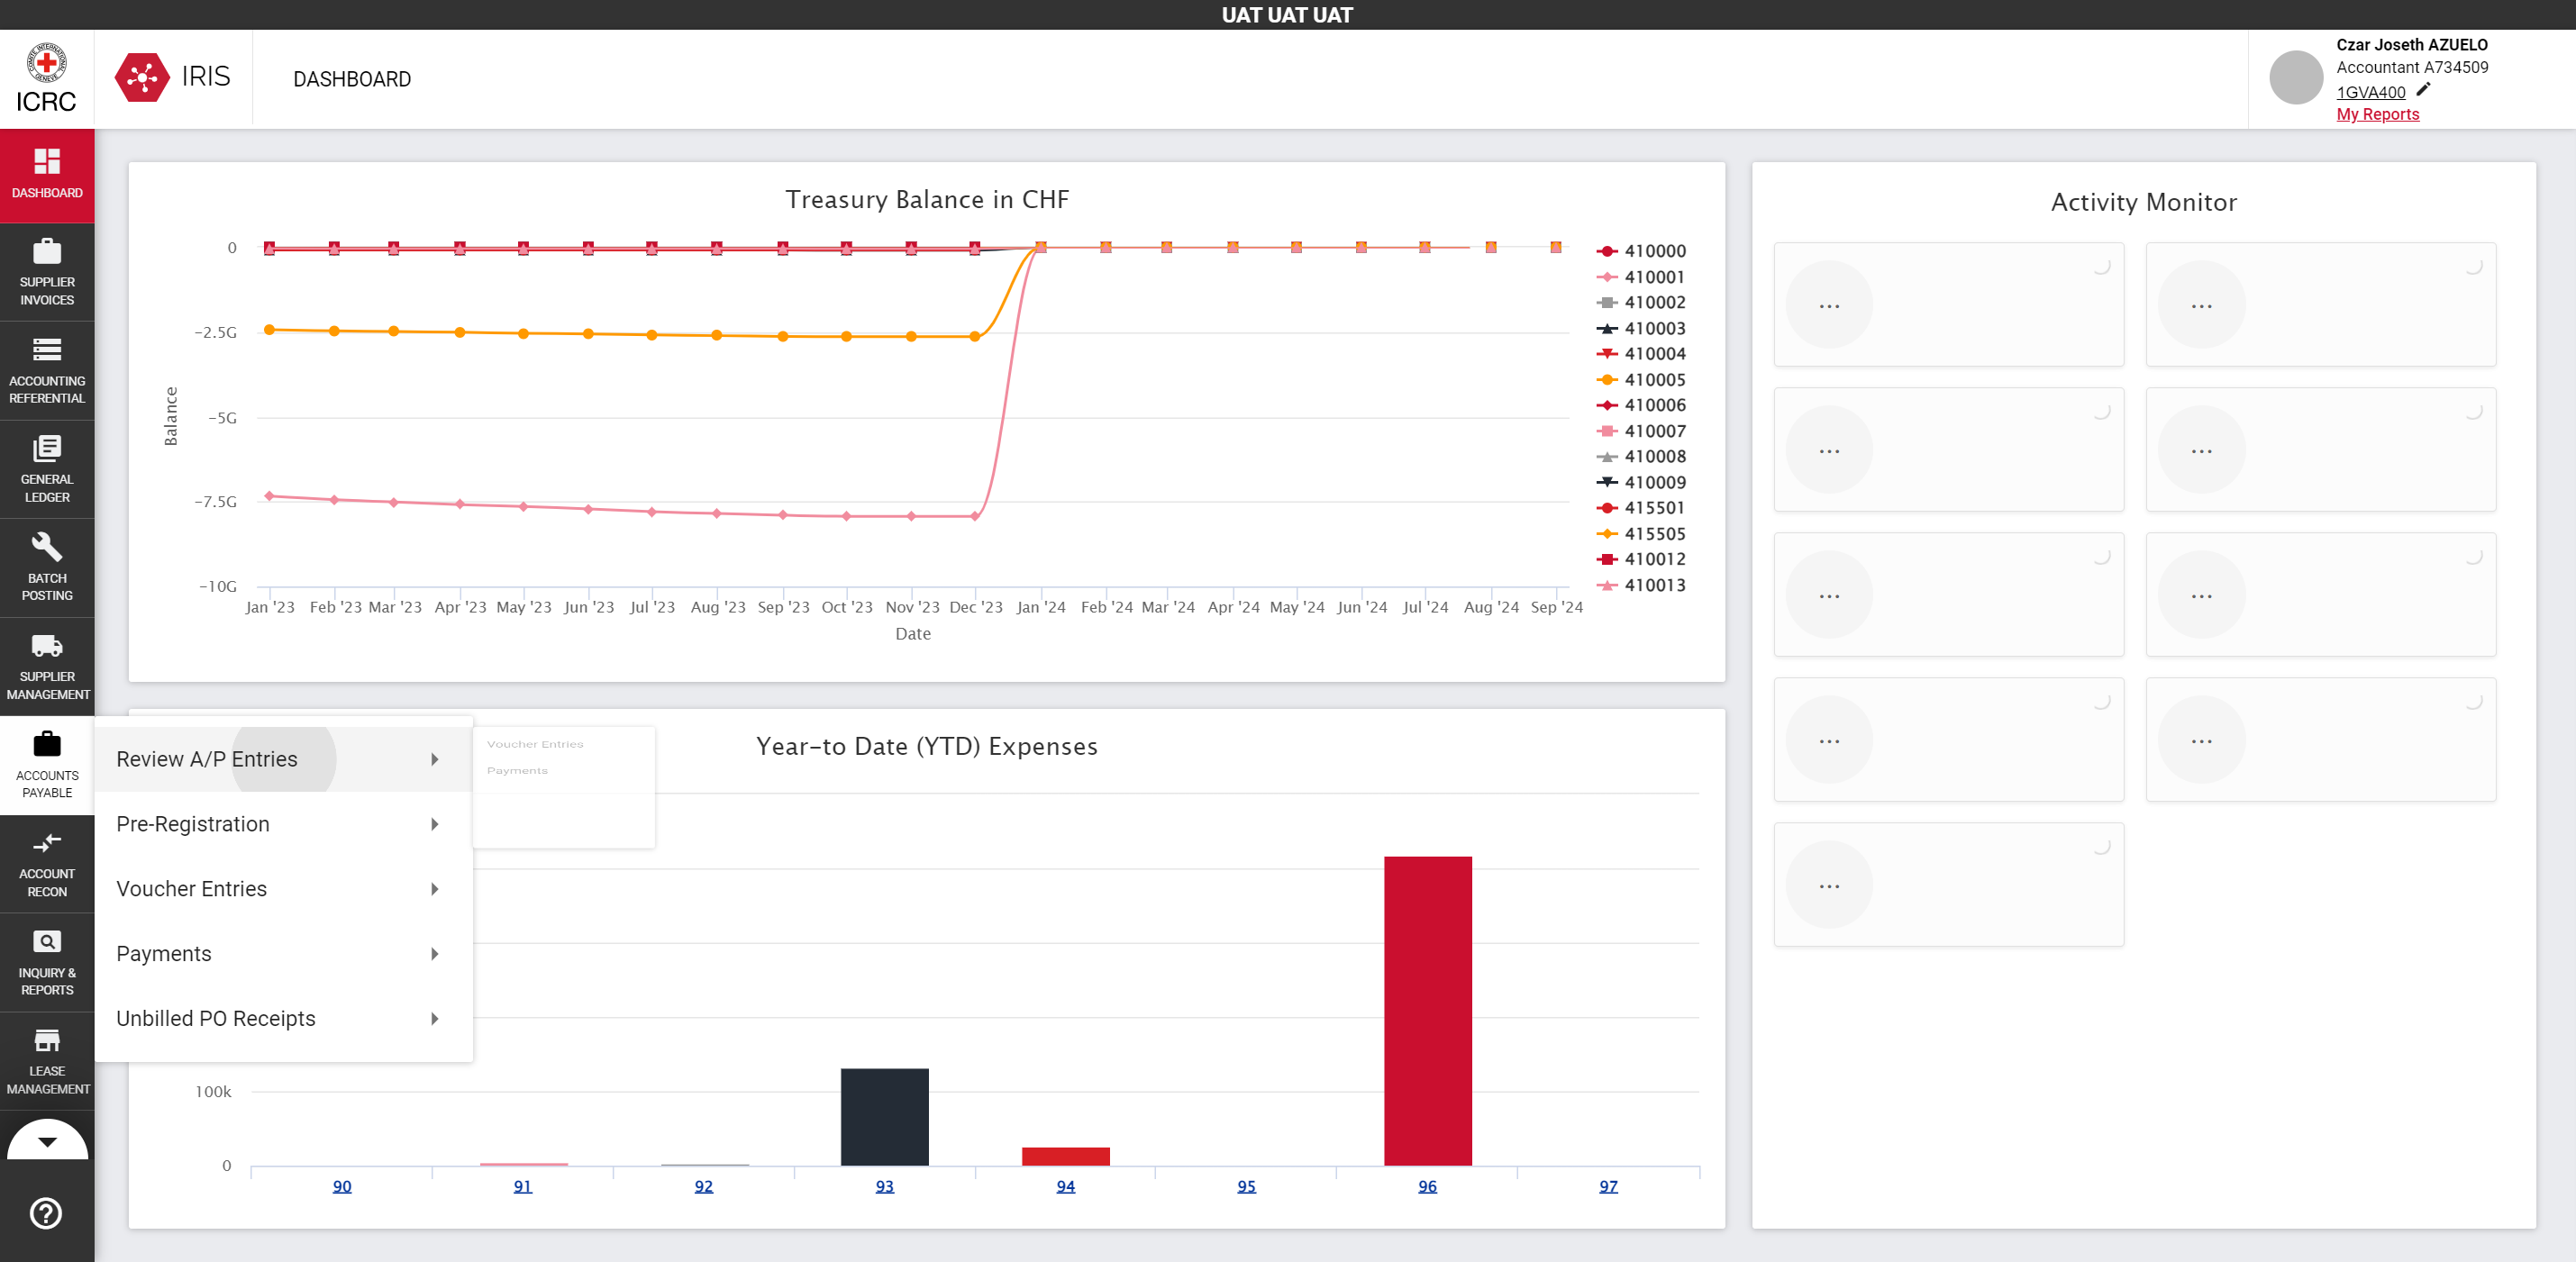 UAT UAT UAT
ICRC
IRIS
DASHBOARD
Czar Joseth AZUELO
Accountant A734509
1GVA400
My Reports
DASHBOARD
SUPPLIER
INVOICES
ACCOUNTING
REFERENTIAL
GENERAL
LEDGER
BATCH
POSTING
SUPPLIER
MANAGEMENT
ACCOUNTS
PAYABLE
ACCOUNT
RECON
INQUIRY &
REPORTS
LEASE
MANAGEMENT
Treasury Balance in CHF
0
−2.5G
−5G
−7.5G
−10G
Balance
Jan '23 Feb '23 Mar '23 Apr '23 May '23 Jun '23 Jul '23 Aug '23 Sep '23 Oct '23 Nov '23 Dec '23 Jan '24 Feb '24 Mar '24 Apr '24 May '24 Jun '24 Jul '24 Aug '24 Sep '24
Date
410000
410001
410002
410003
410004
410005
410006
410007
410008
410009
415501
415505
410012
410013
Activity Monitor
... ...
... ...
... ...
... ...
...
Review A/P Entries
Pre-Registration
Voucher Entries
Payments
Unbilled PO Receipts
Voucher Entries
Payments
Year−to Date (YTD) Expenses
100k
0
90 91 92 93 94 95 96 97